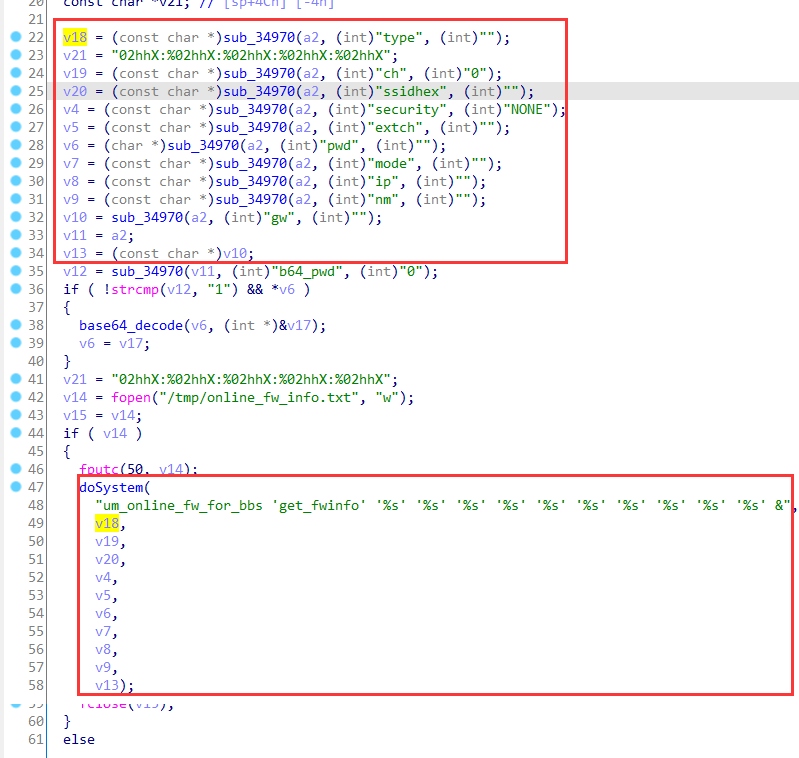 20 const char *v21; // [sp+4Ch] [-4h]
21
22 v18 = (const char *)sub_34970(a2, (int)"type", (int)"");
23 v21 = "02hhX:%02hhX:%02hhX:%02hhX:%02hhX";
24 v19 = (const char *)sub_34970(a2, (int)"ch", (int)"0");
25 v20 = (const char *)sub_34970(a2, (int)"ssidhex", (int)"");
26 v4 = (const char *)sub_34970(a2, (int)"security", (int)"NONE");
27 v5 = (const char *)sub_34970(a2, (int)"extch", (int)"");
28 v6 = (char *)sub_34970(a2, (int)"pwd", (int)"");
29 v7 = (const char *)sub_34970(a2, (int)"mode", (int)"");
30 v8 = (const char *)sub_34970(a2, (int)"ip", (int)"");
31 v9 = (const char *)sub_34970(a2, (int)"nm", (int)"");
32 v10 = sub_34970(a2, (int)"gw", (int)"");
33 v11 = a2;
34 v13 = (const char *)v10;
35 v12 = sub_34970(v11, (int)"b64_pwd", (int)"0");
36 if ( !strcmp(v12, "1") && *v6 )
37 {
38 base64_decode(v6, (int *)&v17);
39 v6 = v17;
40 }
41 v21 = "02hhX:%02hhX:%02hhX:%02hhX:%02hhX";
42 v14 = fopen("/tmp/online_fw_info.txt", "w");
43 v15 = v14;
44 if ( v14 )
45 {
46 fputc(50, v14);
47 doSystem(
48 "um_online_fw_for_bbs 'get_fwinfo' '%s' '%s' '%s' '%s' '%s' '%s' '%s' '%s' '%s' '%s' &",
49 v18,
50 v19,
51 v20,
52 v4,
53 v5,
54 v6,
55 v7,
56 v8,
57 v9,
58 v13);
59 fclose(v15);
60 }
61 else